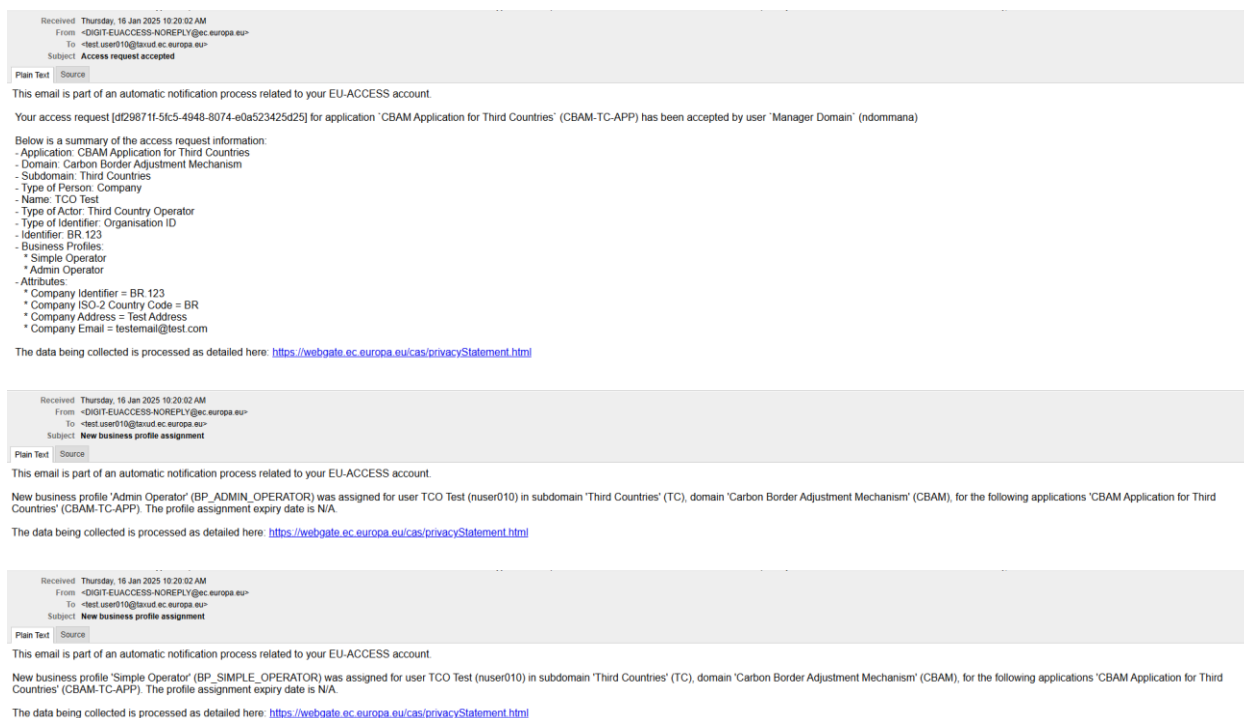 Received Thursday, 16 Jan 2025 10:20:02 AM
From <DIGIT-EUACCESS-NOREPLY@ec.europa.eu>
To <test.user010@taxud.ec.europa.eu>
Subject Access request accepted
Plain Text Source
This email is part of an automatic notification process related to your EU-ACCESS account.
Your access request [df29871f-5fc5-4948-8074-e0a523425d25] for application `CBAM Application for Third Countries` (CBAM-TC-APP) has been accepted by user `Manager Domain` (ndommana)
Below is a summary of the access request information:
- Application: CBAM Application for Third Countries
- Domain: Carbon Border Adjustment Mechanism
- Subdomain: Third Countries
- Type of Person: Company
- Name: TCO Test
- Type of Actor: Third Country Operator
- Type of Identifier: Organisation ID
- Identifier: BR.123
- Business Profiles:
* Simple Operator
* Admin Operator
- Attributes:
* Company Identifier = BR.123
* Company ISO-2 Country Code = BR
* Company Address = Test Address
* Company Email = testemail@test.com
The data being collected is processed as detailed here: https://webgate.ec.europa.eu/cas/privacyStatement.html
Received Thursday, 16 Jan 2025 10:20:02 AM
From <DIGIT-EUACCESS-NOREPLY@ec.europa.eu>
To <test.user010@taxud.ec.europa.eu>
Subject New business profile assignment
Plain Text Source
This email is part of an automatic notification process related to your EU-ACCESS account.
New business profile 'Admin Operator' (BP_ADMIN_OPERATOR) was assigned for user TCO Test (nuser010) in subdomain 'Third Countries' (TC), domain 'Carbon Border Adjustment Mechanism' (CBAM), for the following applications 'CBAM Application for Third
Countries' (CBAM-TC-APP). The profile assignment expiry date is N/A.
The data being collected is processed as detailed here: https://webgate.ec.europa.eu/cas/privacyStatement.html
Received Thursday, 16 Jan 2025 10:20:02 AM
From <DIGIT-EUACCESS-NOREPLY@ec.europa.eu>
To <test.user010@taxud.ec.europa.eu>
Subject New business profile assignment
Plain Text Source
This email is part of an automatic notification process related to your EU-ACCESS account.
New business profile 'Simple Operator' (BP_SIMPLE_OPERATOR) was assigned for user TCO Test (nuser010) in subdomain 'Third Countries' (TC), domain 'Carbon Border Adjustment Mechanism' (CBAM), for the following applications 'CBAM Application for Third
Countries' (CBAM-TC-APP). The profile assignment expiry date is N/A.
The data being collected is processed as detailed here: https://webgate.ec.europa.eu/cas/privacyStatement.html